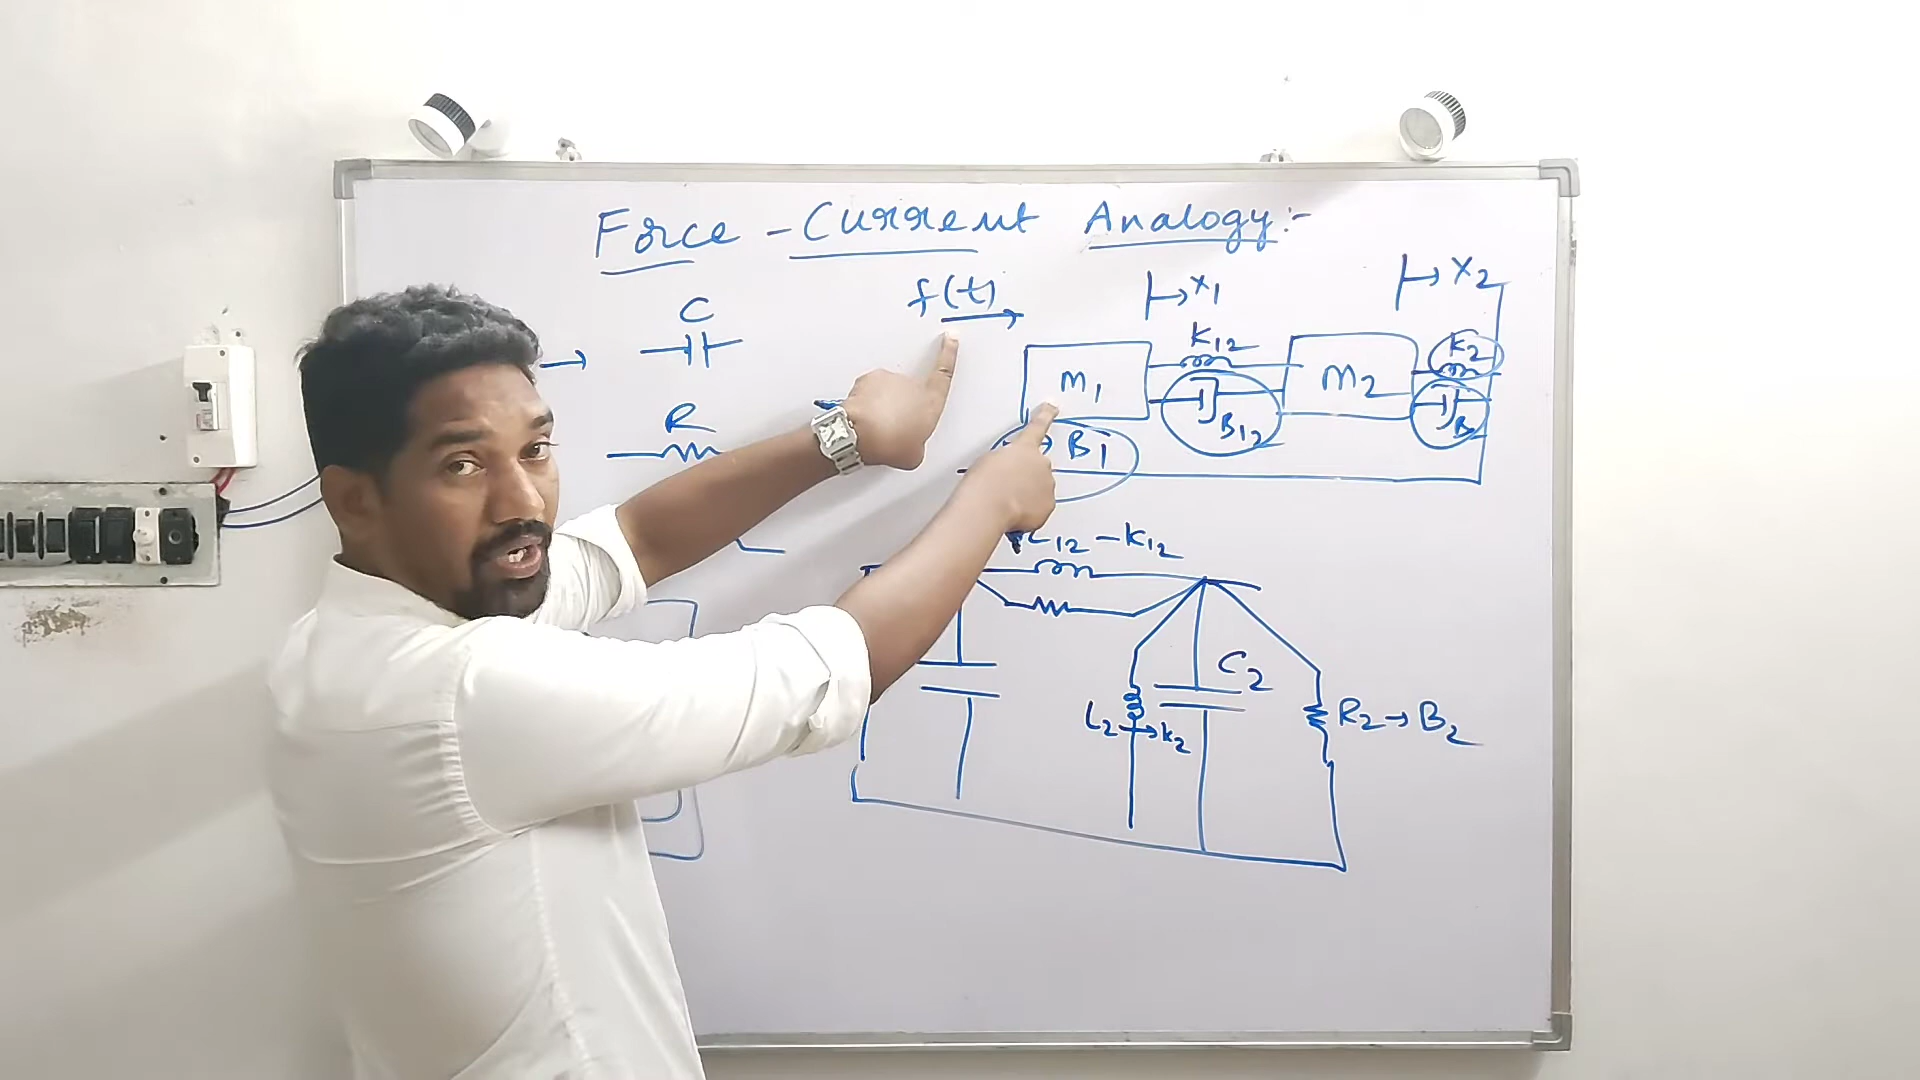 Force - Current Analogy:-
f(t)
x1
x2
C
K12
K2
M1
M2
R
B12
B
B1
L12 - K12
C2
L2 → K2
R2 → B2